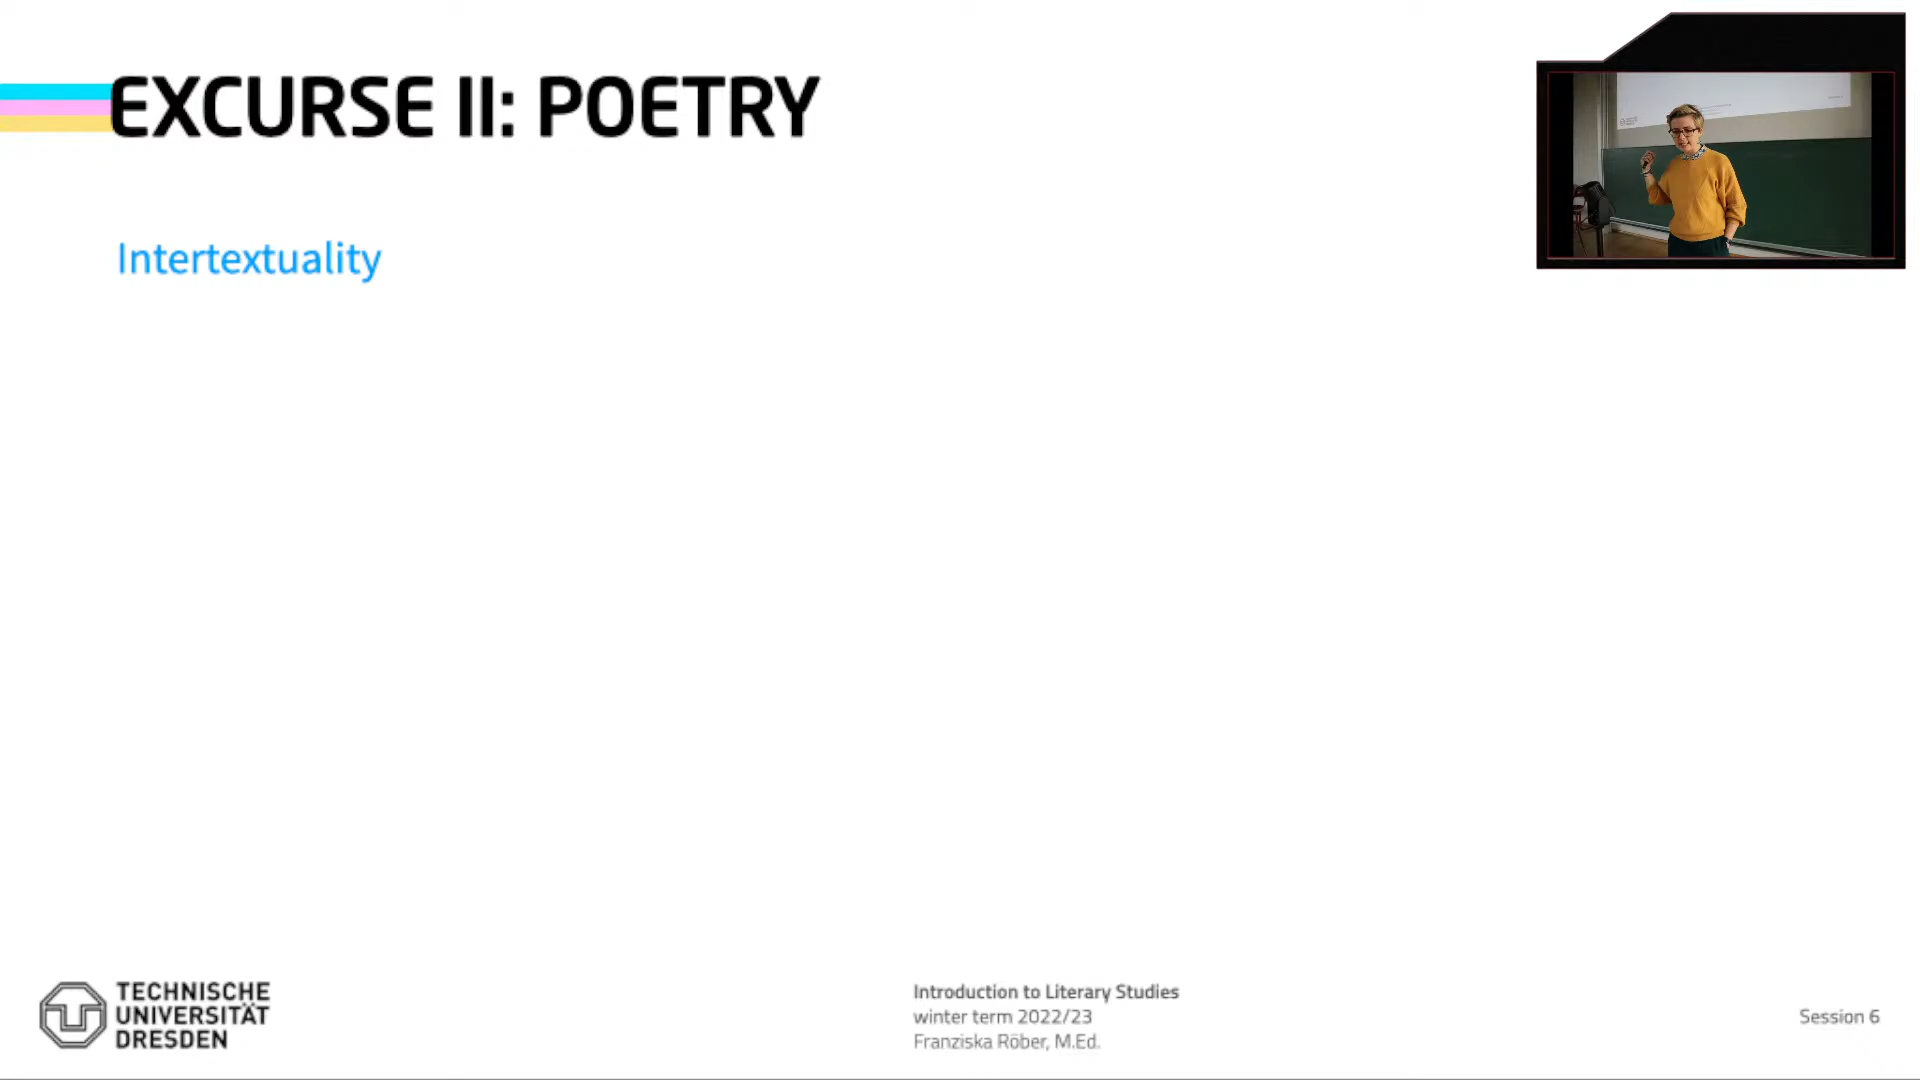 EXCURSE II: POETRY
Intertextuality
TECHNISCHE
UNIVERSITÄT
DRESDEN
Introduction to Literary Studies
winter term 2022/23
Franziska Röber, M.Ed.
Session 6